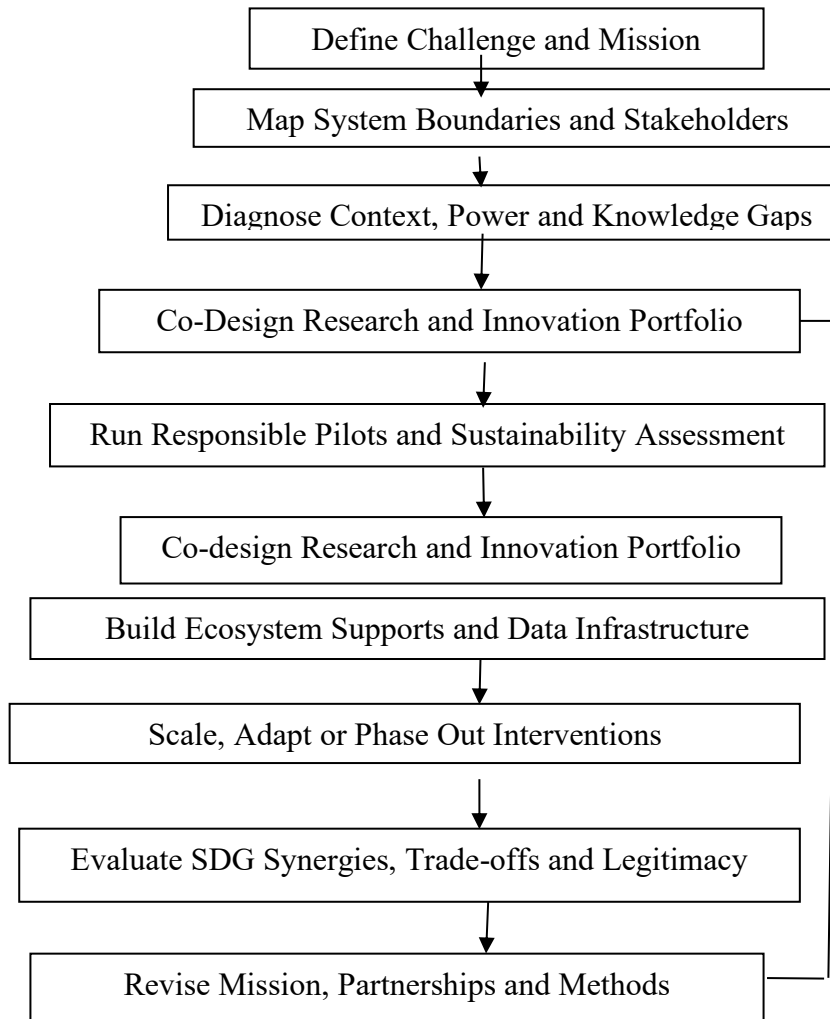 Define Challenge and Mission
Map System Boundaries and Stakeholders
Diagnose Context, Power and Knowledge Gaps
Co-Design Research and Innovation Portfolio
Run Responsible Pilots and Sustainability Assessment
Co-design Research and Innovation Portfolio
Build Ecosystem Supports and Data Infrastructure
Scale, Adapt or Phase Out Interventions
Evaluate SDG Synergies, Trade-offs and Legitimacy
Revise Mission, Partnerships and Methods